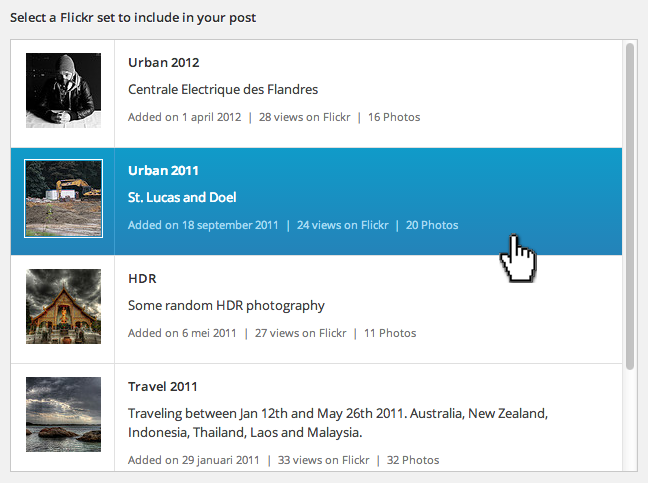 Select a Flickr set to include in your post
Urban 2012
Centrale Electrique des Flandres
Added on 1 april 2012 | 28 views on Flickr | 16 Photos
Urban 2011
St. Lucas and Doel
Added on 18 september 2011 | 24 views on Flickr | 20 Photos
HDR
Some random HDR photography
Added on 6 mei 2011 | 27 views on Flickr | 11 Photos
Travel 2011
Traveling between Jan 12th and May 26th 2011. Australia, New Zealand,
Indonesia, Thailand, Laos and Malaysia.
Added on 29 januari 2011 | 33 views on Flickr | 32 Photos